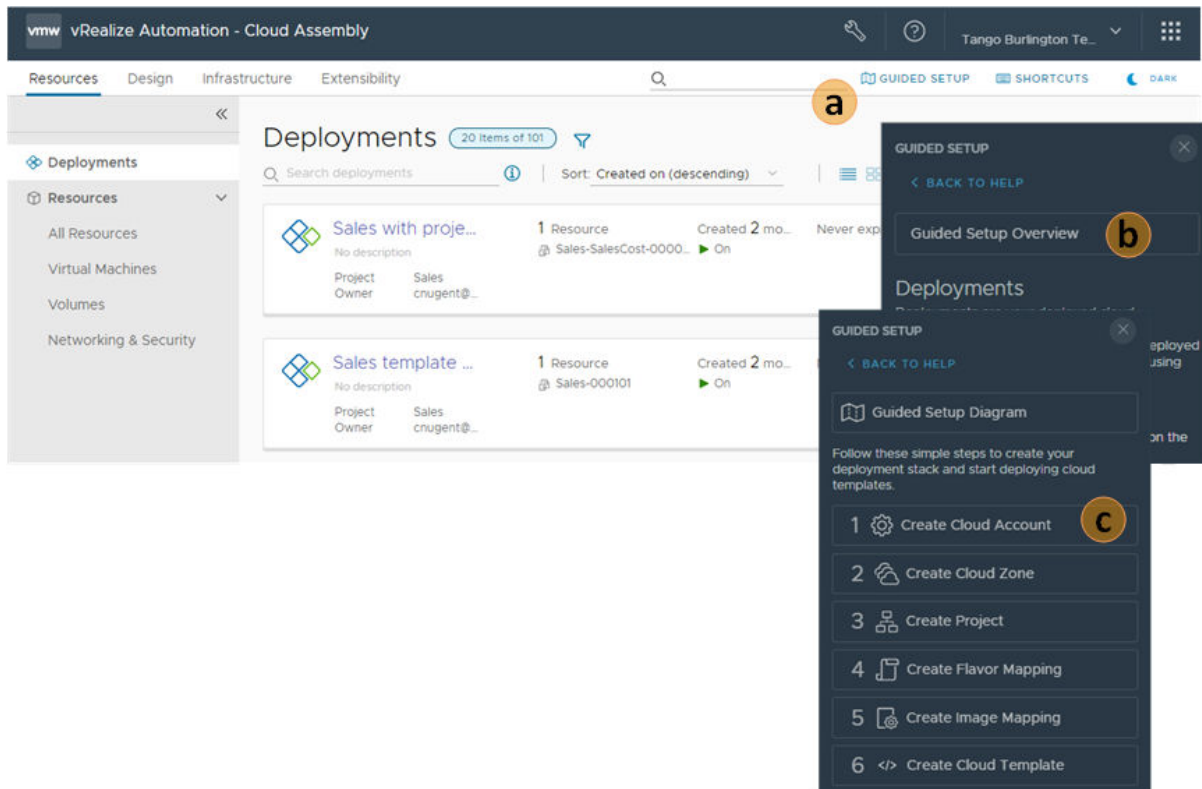 vmw vRealize Automation - Cloud Assembly
Tango Burlington Te...
Resources Design Infrastructure Extensibility GUIDED SETUP SHORTCUTS DARK
a
Deployments
Resources
All Resources
Virtual Machines
Volumes
Networking & Security
Deployments 20 Items of 101
Search deployments Sort: Created on (descending)
Sales with proje...
No description
Project Sales
Owner cnugent@...
1 Resource
Sales-SalesCost-0000...
Created 2 mo...
On
Never exp
Sales template ...
No description
Project Sales
Owner cnugent@...
1 Resource
Sales-000101
Created 2 mo...
On
GUIDED SETUP
< BACK TO HELP
Guided Setup Overview b
Deployments
eployed
using
on the
GUIDED SETUP
< BACK TO HELP
Guided Setup Diagram
Follow these simple steps to create your
deployment stack and start deploying cloud
templates.
1 Create Cloud Account c
2 Create Cloud Zone
3 Create Project
4 Create Flavor Mapping
5 Create Image Mapping
6 </> Create Cloud Template